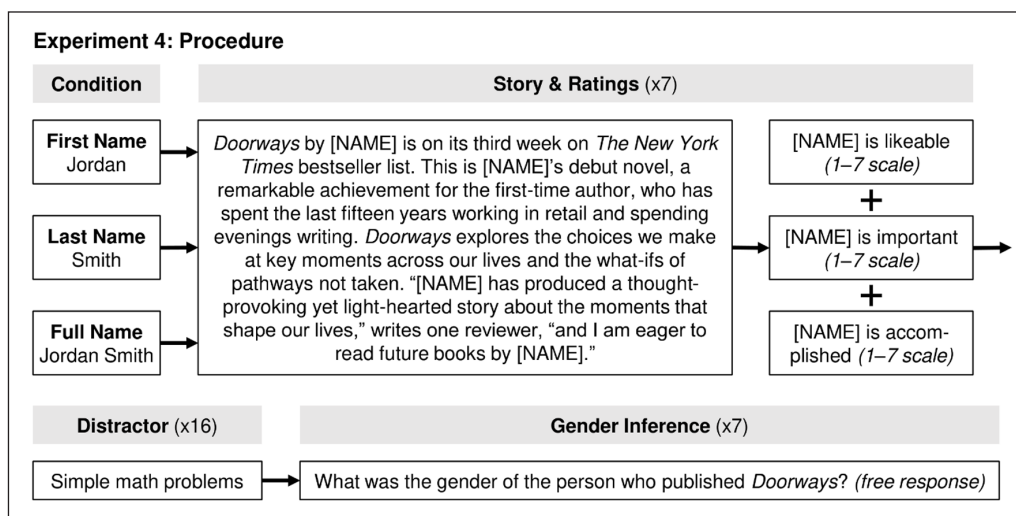 Experiment 4: Procedure
Condition
Story & Ratings (x7)
First Name
Jordan
Last Name
Smith
Full Name
Jordan Smith
Doorways by [NAME] is on its third week on The New York
Times bestseller list. This is [NAME]’s debut novel, a
remarkable achievement for the first-time author, who has
spent the last fifteen years working in retail and spending
evenings writing. Doorways explores the choices we make
at key moments across our lives and the what-ifs of
pathways not taken. “[NAME] has produced a thought-
provoking yet light-hearted story about the moments that
shape our lives,” writes one reviewer, “and I am eager to
read future books by [NAME].”
[NAME] is likeable
(1–7 scale)
+
[NAME] is important
(1–7 scale)
+
[NAME] is accom-
plished (1–7 scale)
Distractor (x16)
Gender Inference (x7)
Simple math problems
What was the gender of the person who published Doorways? (free response)